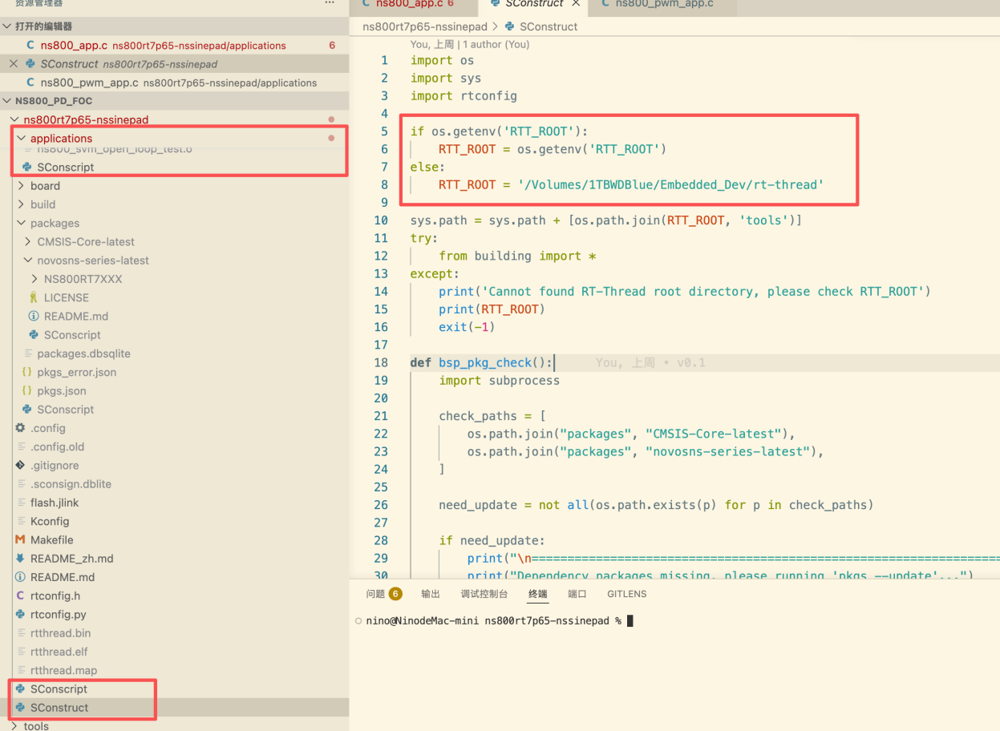 资源管理器
···
打开的编辑器
ns800_app.c ns800rt7p65-nssinepad/applications 6
SConstruct ns800rt7p65-nssinepad
ns800_pwm_app.c ns800rt7p65-nssinepad/applications
NS800_PD_FOC
ns800rt7p65-nssinepad
applications
ns800_svm_open_loop_test.o
SConscript
board
build
packages
CMSIS-Core-latest
novosns-series-latest
NS800RT7XXX
LICENSE
README.md
SConscript
packages.dbsqlite
pkgs_error.json
pkgs.json
SConscript
.config
.config.old
.gitignore
.sconsign.dblite
flash.jlink
Kconfig
Makefile
README_zh.md
README.md
rtconfig.h
rtconfig.py
rtthread.bin
rtthread.elf
rtthread.map
SConscript
SConstruct
tools
ns800_app.c 6
SConstruct
ns800_pwm_app.c
ns800rt7p65-nssinepad > SConstruct
You, 上周 | 1 author (You)
1 import os
2 import sys
3 import rtconfig
4
5 if os.getenv('RTT_ROOT'):
6 RTT_ROOT = os.getenv('RTT_ROOT')
7 else:
8 RTT_ROOT = '/Volumes/1TBWDBlue/Embedded_Dev/rt-thread'
9
10 sys.path = sys.path + [os.path.join(RTT_ROOT, 'tools')]
11 try:
12 from building import *
13 except:
14 print('Cannot found RT-Thread root directory, please check RTT_ROOT')
15 print(RTT_ROOT)
16 exit(-1)
17
18 def bsp_pkg_check(): You, 上周 • v0.1
19 import subprocess
20
21 check_paths = [
22 os.path.join("packages", "CMSIS-Core-latest"),
23 os.path.join("packages", "novosns-series-latest"),
24 ]
25
26 need_update = not all(os.path.exists(p) for p in check_paths)
27
28 if need_update:
29 print("\n===============================================================================
30 print("Dependency packages missing, please running 'pkgs --update'...")
问题 6 输出 调试控制台 终端 端口 GITLENS
nino@NinodeMac-mini ns800rt7p65-nssinepad %